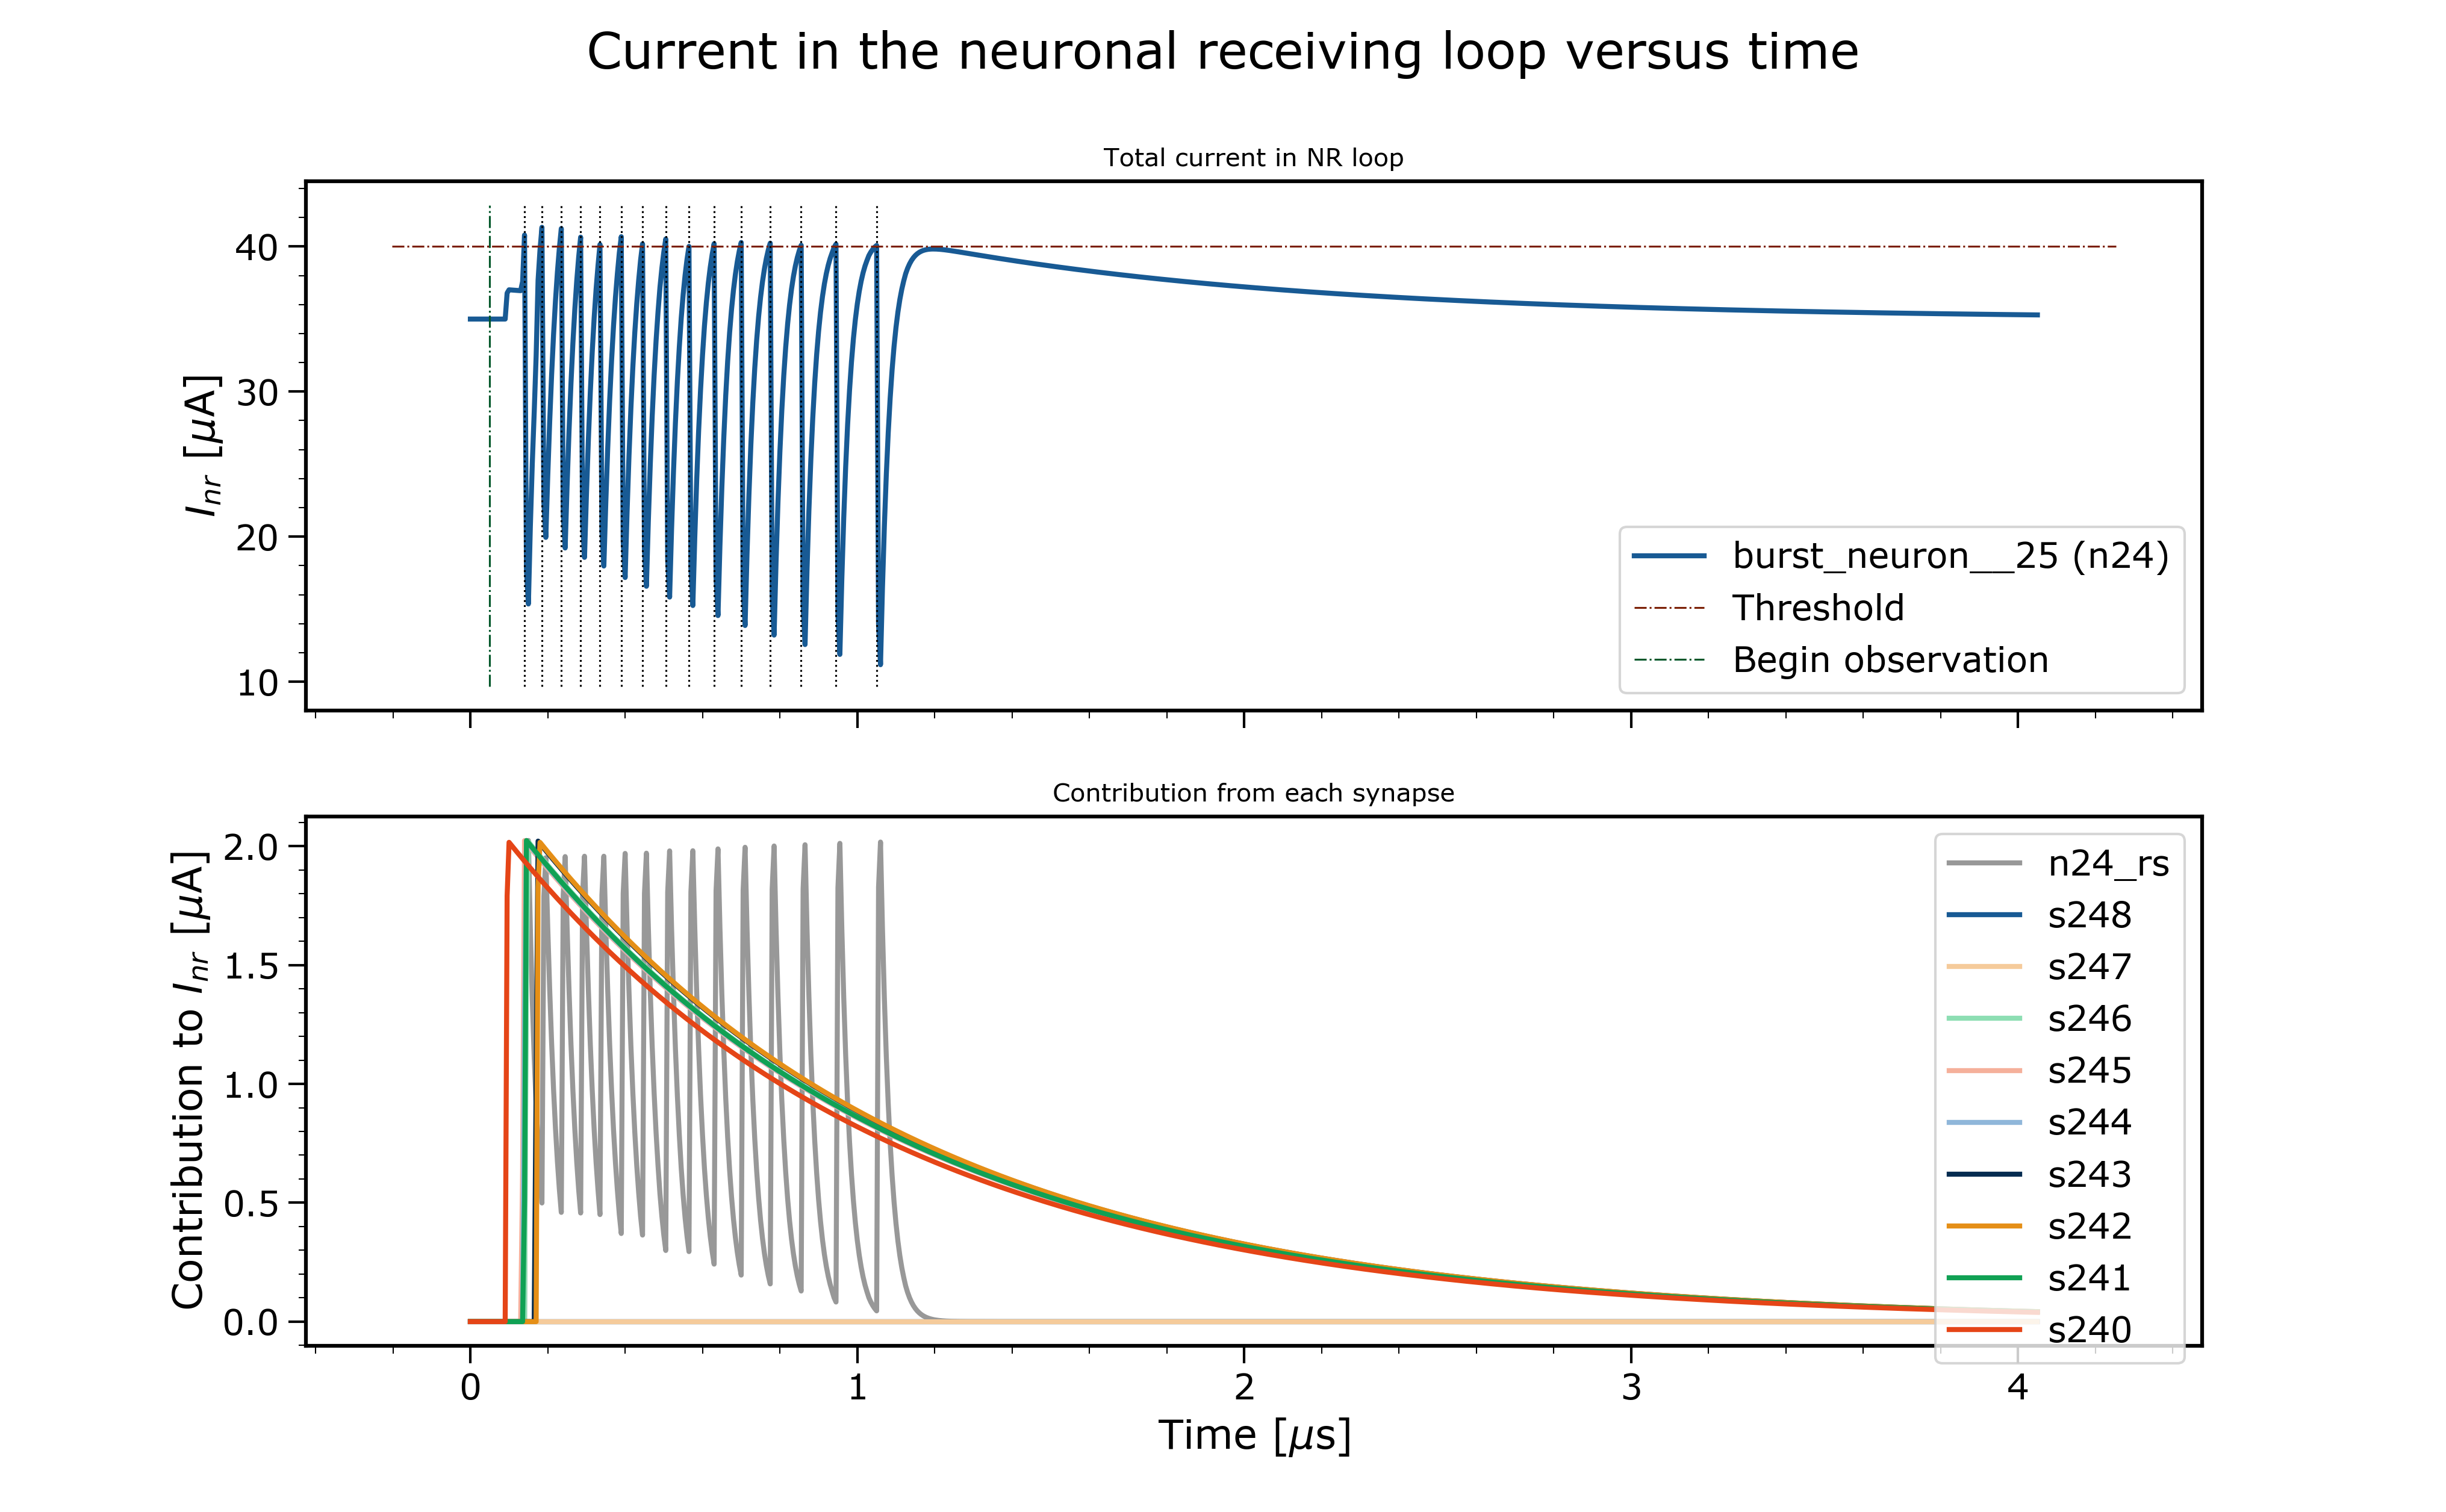 Current in the neuronal receiving loop versus time
Total current in NR loop
40
30
20
10
I_nr [μA]
burst_neuron__25 (n24)
Threshold
Begin observation
Contribution from each synapse
2.0
1.5
1.0
0.5
0.0
Contribution to I_nr [μA]
n24_rs
s248
s247
s246
s245
s244
s243
s242
s241
s240
0 1 2 3 4
Time [μs]